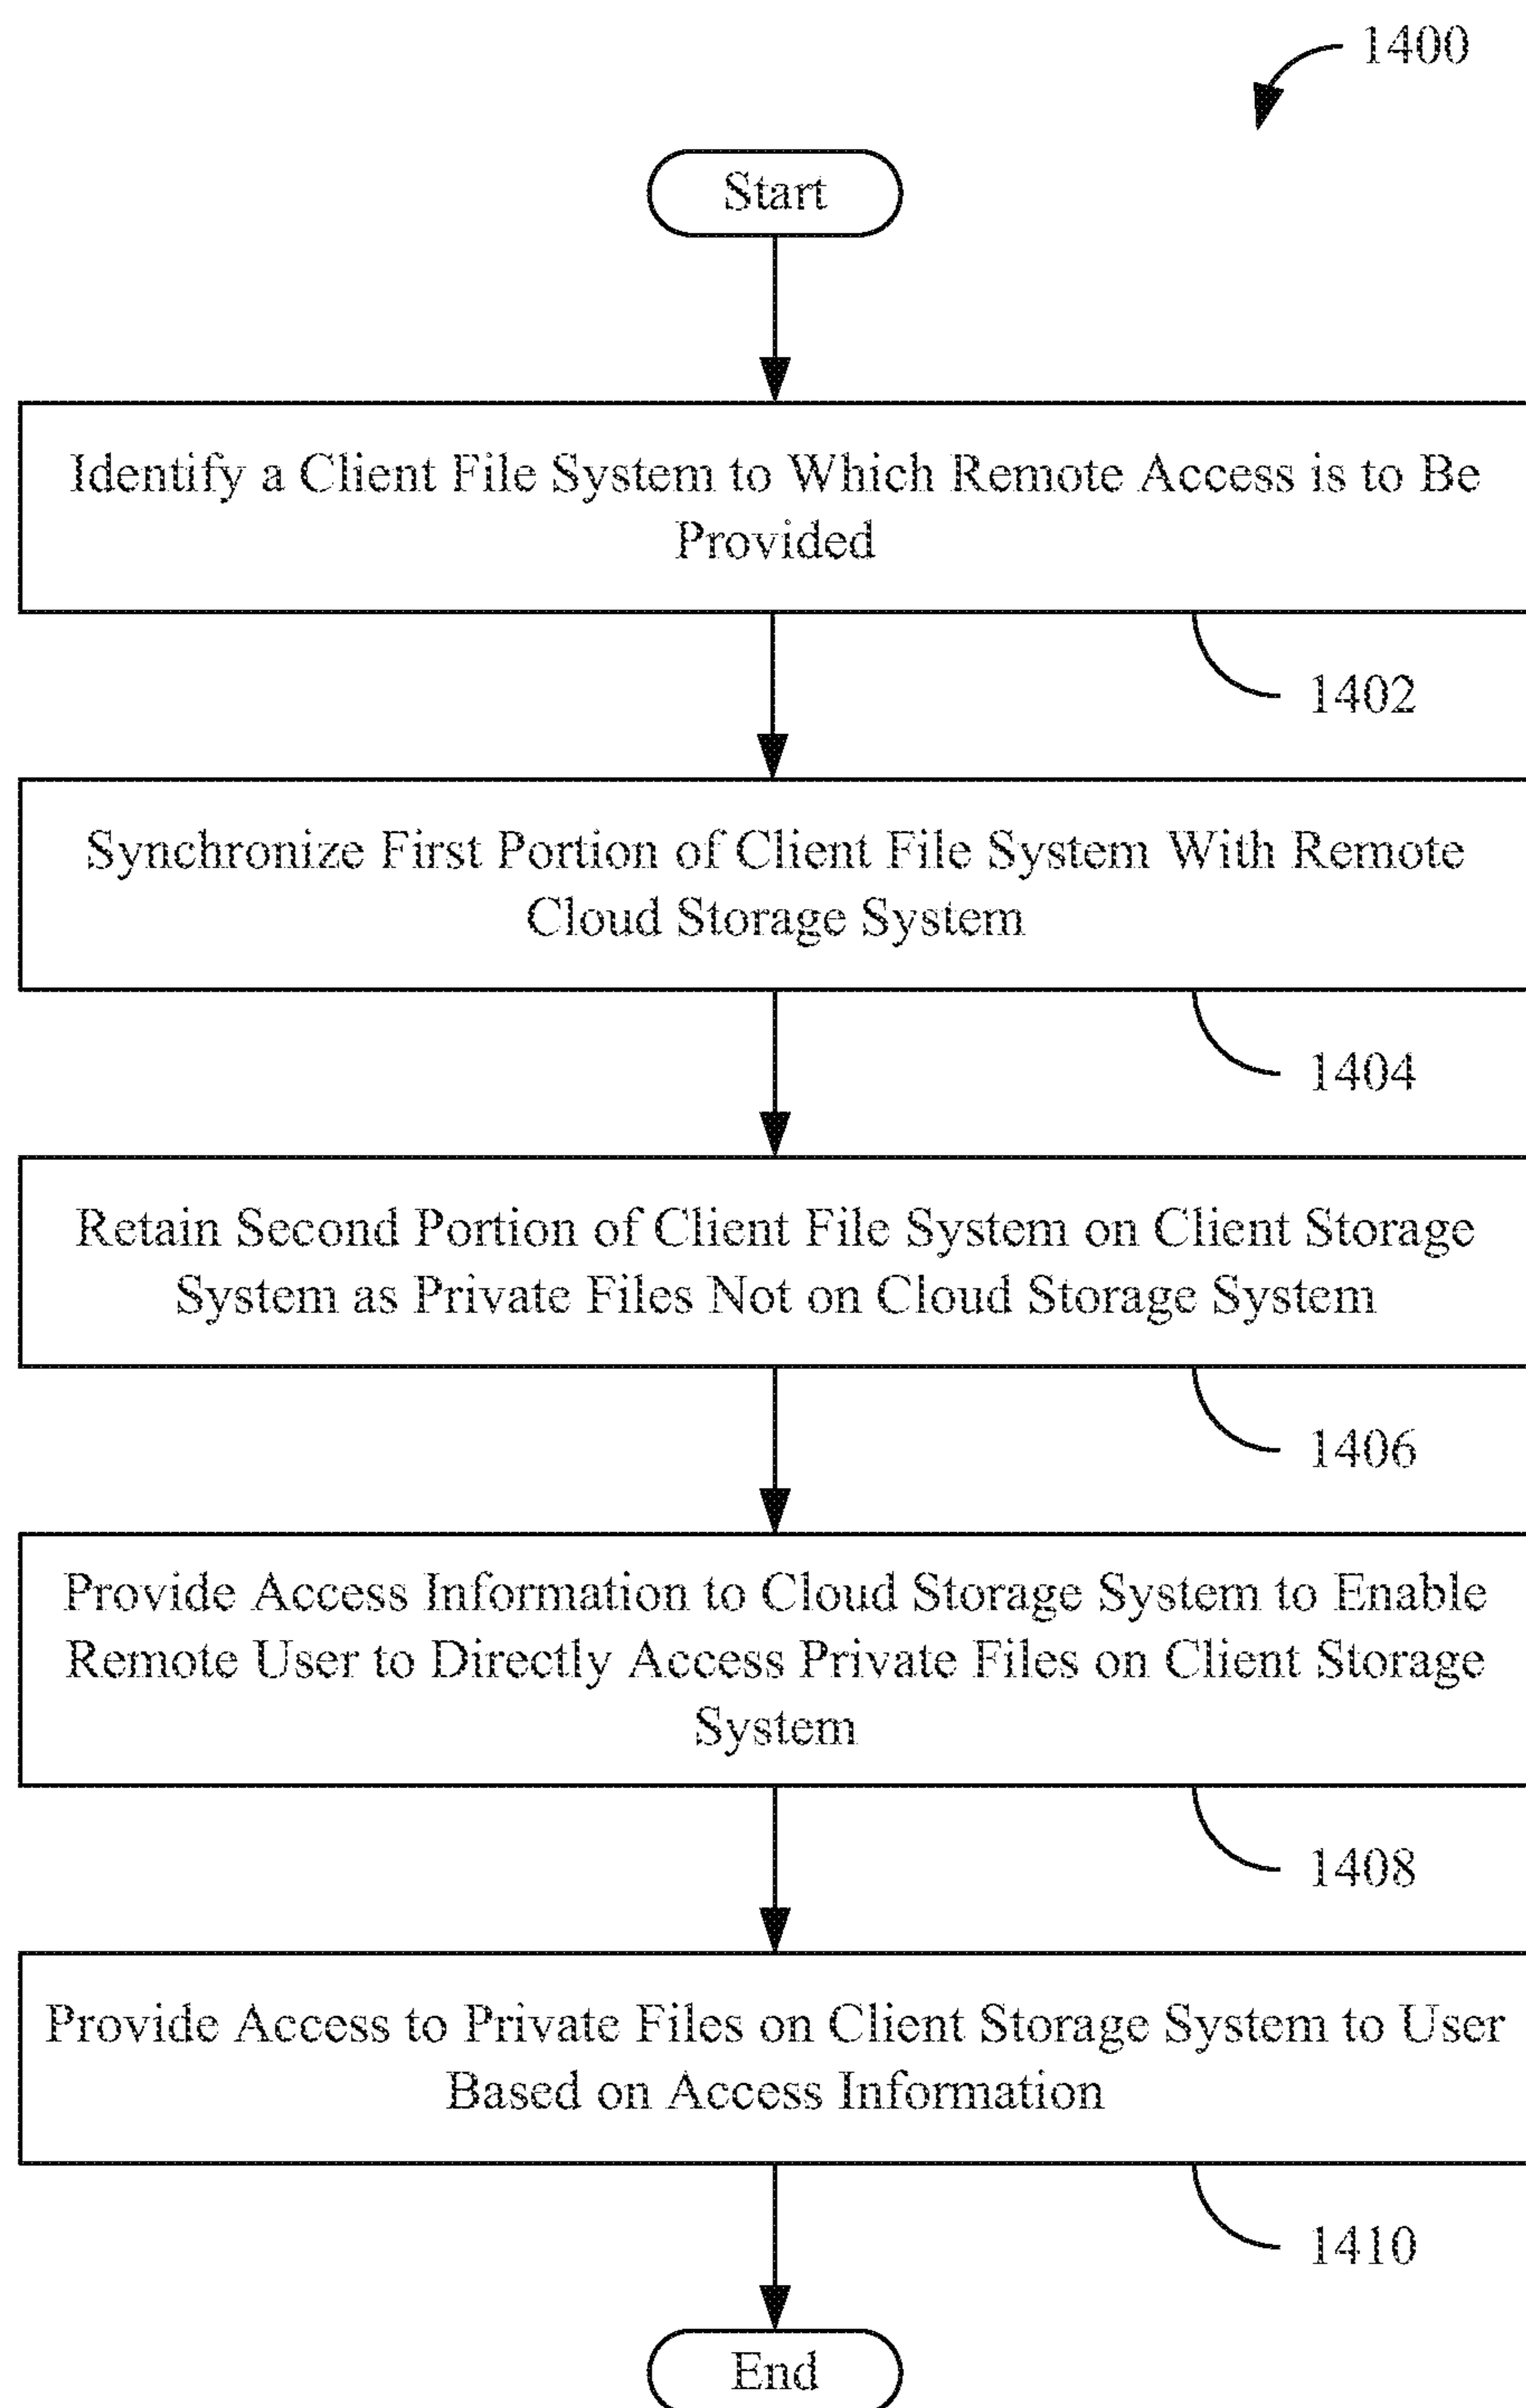 1400
Start
Identify a Client File System to Which Remote Access is to Be
Provided
1402
Synchronize First Portion of Client File System With Remote
Cloud Storage System
1404
Retain Second Portion of Client File System on Client Storage
System as Private Files Not on Cloud Storage System
1406
Provide Access Information to Cloud Storage System to Enable
Remote User to Directly Access Private Files on Client Storage
System
1408
Provide Access to Private Files on Client Storage System to User
Based on Access Information
1410
End